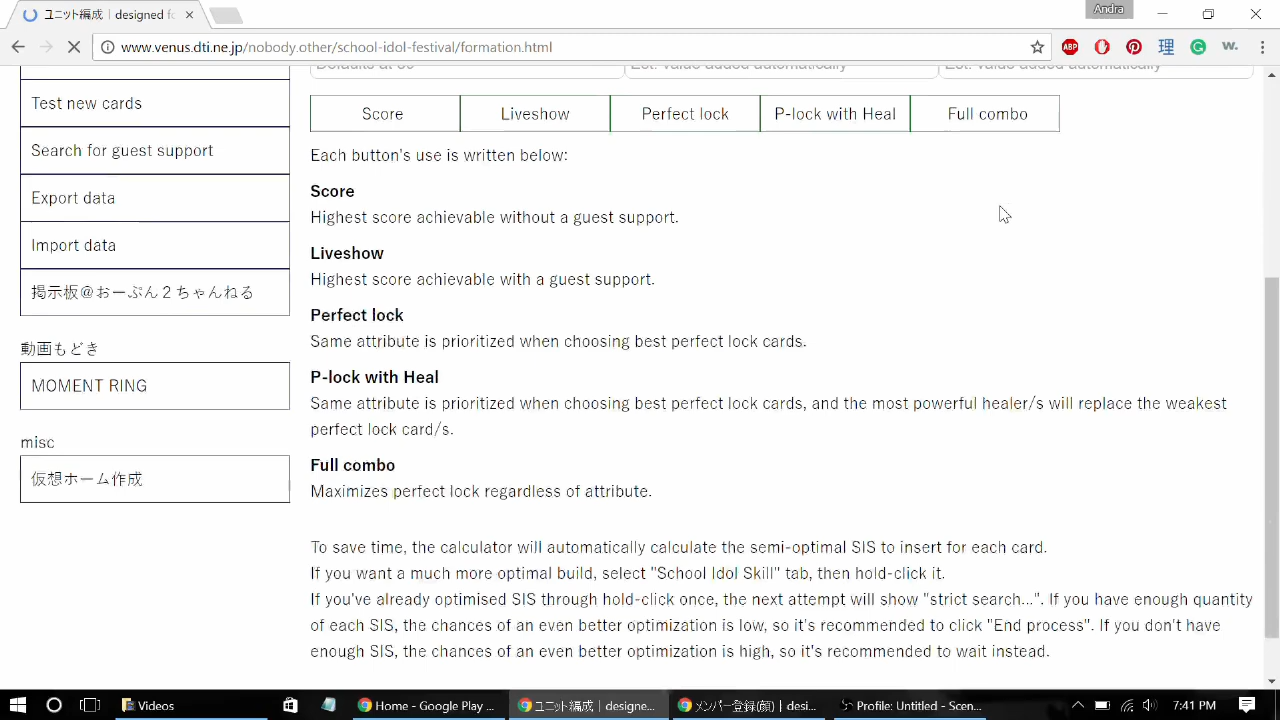 Andra
ユニット編成 | designed fo
www.venus.dti.ne.jp/nobody.other/school-idol-festival/formation.html
ABP
理
W.
Defaults at 99
Est. value added automatically
Est. value added automatically
Test new cards
Search for guest support
Export data
Import data
掲示板＠おーぷん２ちゃんねる
動画もどき
MOMENT RING
misc
仮想ホーム作成
Score
Liveshow
Perfect lock
P-lock with Heal
Full combo
Each button's use is written below:
Score
Highest score achievable without a guest support.
Liveshow
Highest score achievable with a guest support.
Perfect lock
Same attribute is prioritized when choosing best perfect lock cards.
P-lock with Heal
Same attribute is prioritized when choosing best perfect lock cards, and the most powerful healer/s will replace the weakest
perfect lock card/s.
Full combo
Maximizes perfect lock regardless of attribute.
To save time, the calculator will automatically calculate the semi-optimal SIS to insert for each card.
If you want a much more optimal build, select "School Idol Skill" tab, then hold-click it.
If you've already optimised SIS through hold-click once, the next attempt will show "strict search...". If you have enough quantity
of each SIS, the chances of an even better optimization is low, so it's recommended to click "End process". If you don't have
enough SIS, the chances of an even better optimization is high, so it's recommended to wait instead.
Videos
Home - Google Play ...
ユニット編成 | designe...
メンバー登録(顔) | desi...
Profile: Untitled - Scen...
7:41 PM